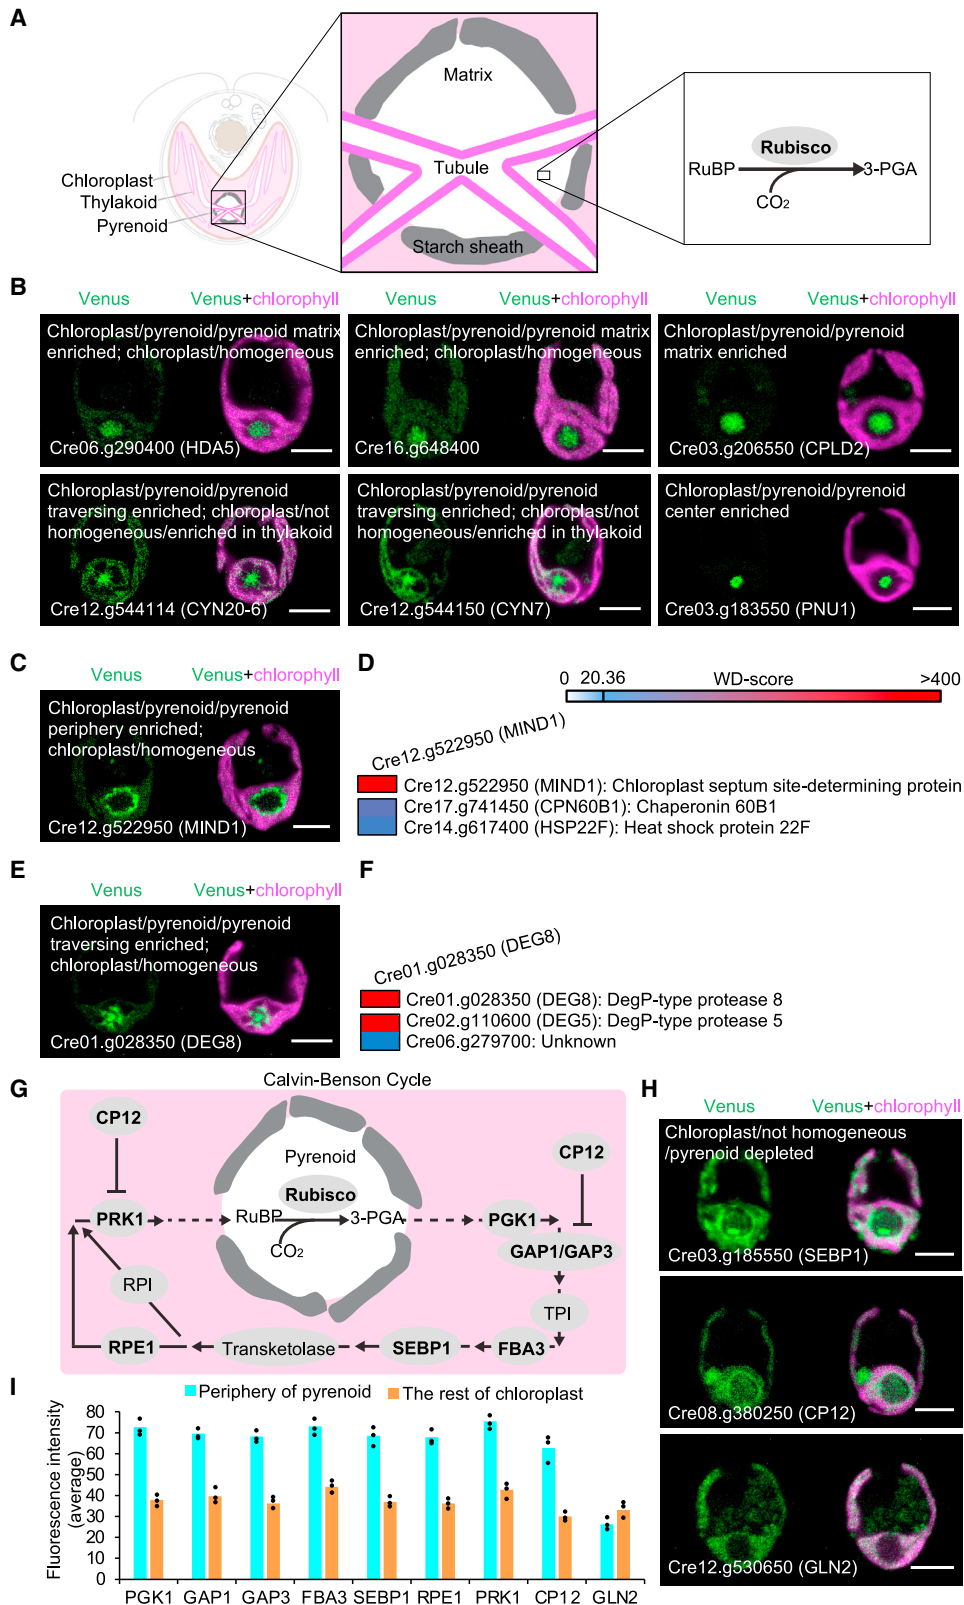 A
Matrix
Tubule
Starch sheath
Chloroplast
Thylakoid
Pyrenoid
Rubisco
RuBP
3-PGA
CO2
B
Venus
Venus+chlorophyll
Venus
Venus+chlorophyll
Venus
Venus+chlorophyll
Chloroplast/pyrenoid/pyrenoid matrix
enriched; chloroplast/homogeneous
Cre06.g290400 (HDA5)
Chloroplast/pyrenoid/pyrenoid matrix
enriched; chloroplast/homogeneous
Cre16.g648400
Chloroplast/pyrenoid/pyrenoid
matrix enriched
Cre03.g206550 (CPLD2)
Chloroplast/pyrenoid/pyrenoid
traversing enriched; chloroplast/not
homogeneous/enriched in thylakoid
Cre12.g544114 (CYN20-6)
Chloroplast/pyrenoid/pyrenoid
traversing enriched; chloroplast/not
homogeneous/enriched in thylakoid
Cre12.g544150 (CYN7)
Chloroplast/pyrenoid/pyrenoid
center enriched
Cre03.g183550 (PNU1)
C
Venus
Venus+chlorophyll
Chloroplast/pyrenoid/pyrenoid
periphery enriched;
chloroplast/homogeneous
Cre12.g522950 (MIND1)
D
0 20.36 WD-score >400
Cre12.g522950 (MIND1)
Cre12.g522950 (MIND1): Chloroplast septum site-determining protein
Cre17.g741450 (CPN60B1): Chaperonin 60B1
Cre14.g617400 (HSP22F): Heat shock protein 22F
E
Venus
Venus+chlorophyll
Chloroplast/pyrenoid/pyrenoid
traversing enriched;
chloroplast/homogeneous
Cre01.g028350 (DEG8)
F
Cre01.g028350 (DEG8)
Cre01.g028350 (DEG8): DegP-type protease 8
Cre02.g110600 (DEG5): DegP-type protease 5
Cre06.g279700: Unknown
G
Calvin-Benson Cycle
CP12
Pyrenoid
CP12
Rubisco
PRK1
RuBP
3-PGA
CO2
PGK1
GAP1/GAP3
RPI
TPI
RPE1
Transketolase
SEBP1
FBA3
H
Venus
Venus+chlorophyll
Chloroplast/not homogeneous
/pyrenoid depleted
Cre03.g185550 (SEBP1)
Cre08.g380250 (CP12)
Cre12.g530650 (GLN2)
I
Periphery of pyrenoid
The rest of chloroplast
Fluorescence intensity
(average)
80
70
60
50
40
30
20
10
0
PGK1 GAP1 GAP3 FBA3 SEBP1 RPE1 PRK1 CP12 GLN2